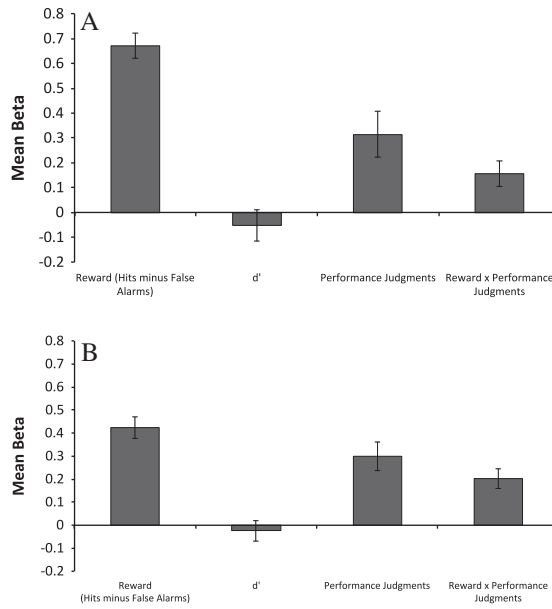 A
0.8
0.7
0.6
0.5
0.4
0.3
0.2
0.1
0
-0.1
-0.2
Mean Beta
Reward (Hits minus False
Alarms)
d'
Performance Judgments
Reward x Performance
Judgments
B
0.8
0.7
0.6
0.5
0.4
0.3
0.2
0.1
0
-0.1
-0.2
Mean Beta
Reward
(Hits minus False Alarms)
d'
Performance Judgments
Reward x Performance
Judgments